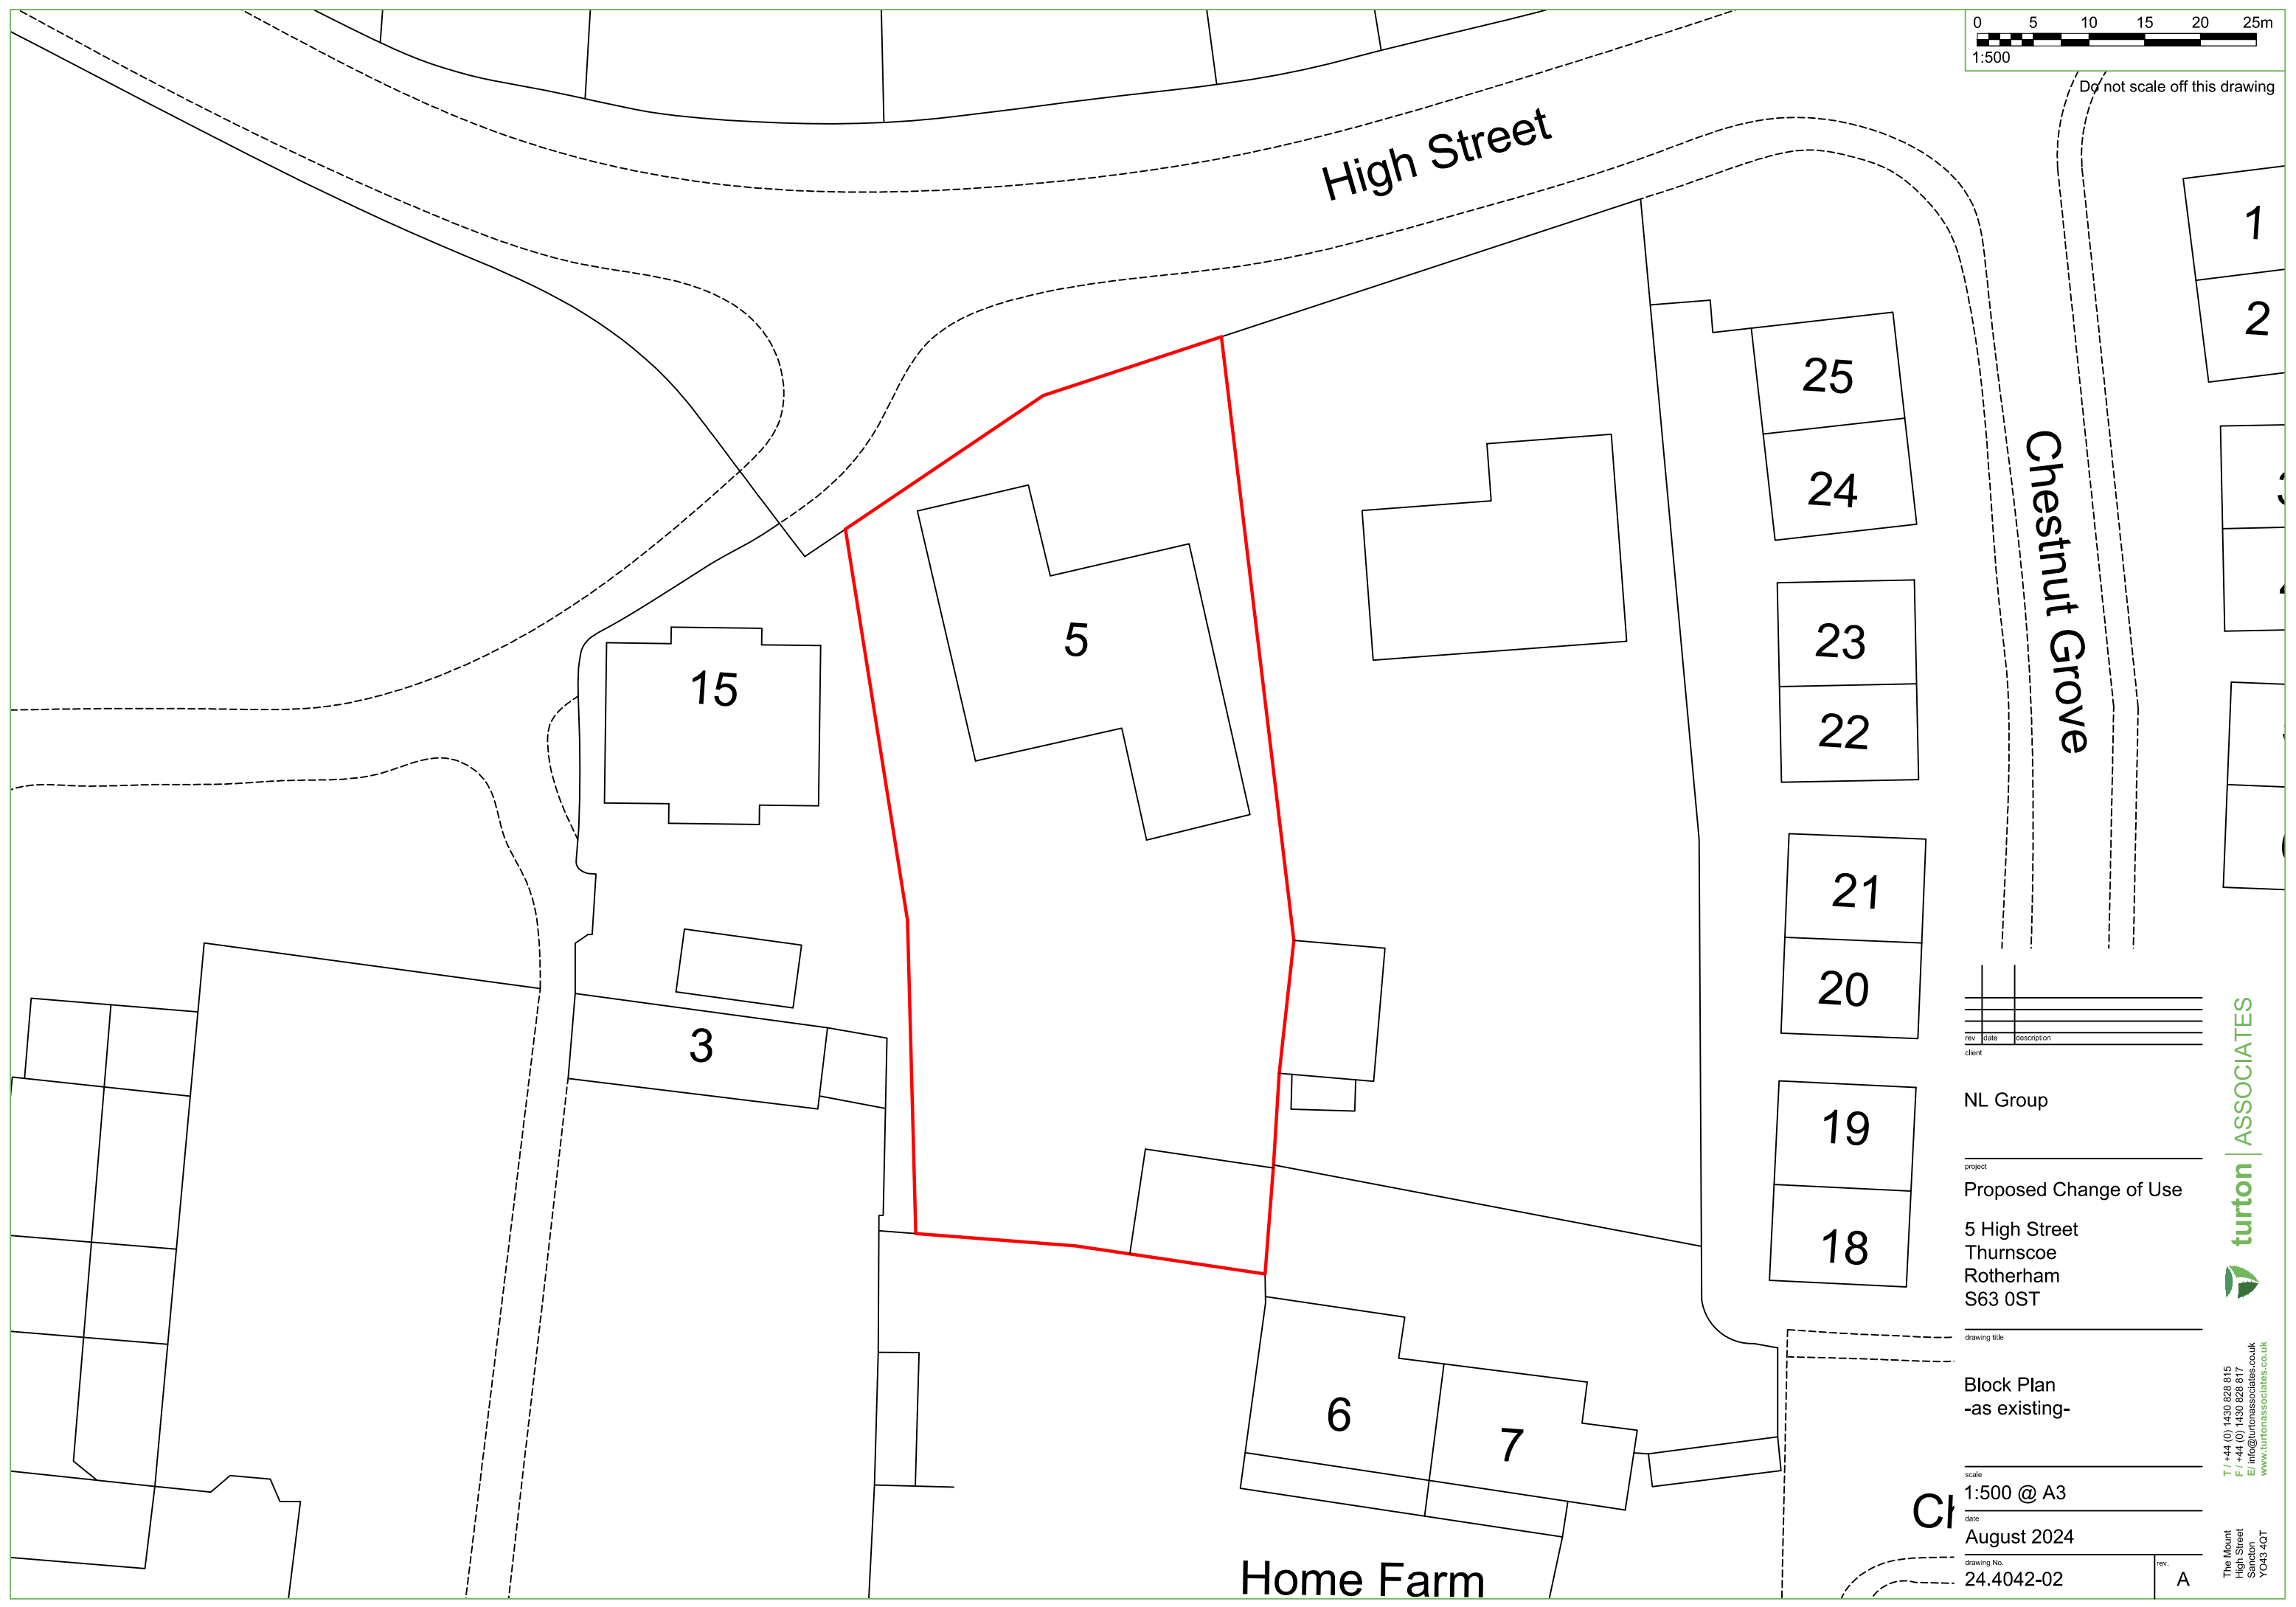 0 5 10 15 20 25m
1:500
Do not scale off this drawing
High Street
Chestnut Grove
1
2
25
24
23
22
21
20
19
18
5
15
3
6
7
Home Farm
rev date description
client
NL Group
project
Proposed Change of Use
5 High Street
Thurnscoe
Rotherham
S63 0ST
drawing title
Block Plan
-as existing-
scale
1:500 @ A3
date
August 2024
drawing No.
24.4042-02
rev.
A
turton | ASSOCIATES
T / +44 (0) 1430 828 815
F / +44 (0) 1430 828 817
E/ info@turtonassociates.co.uk
www.turtonassociates.co.uk
The Mount
High Street
Sancton
YO43 4QT